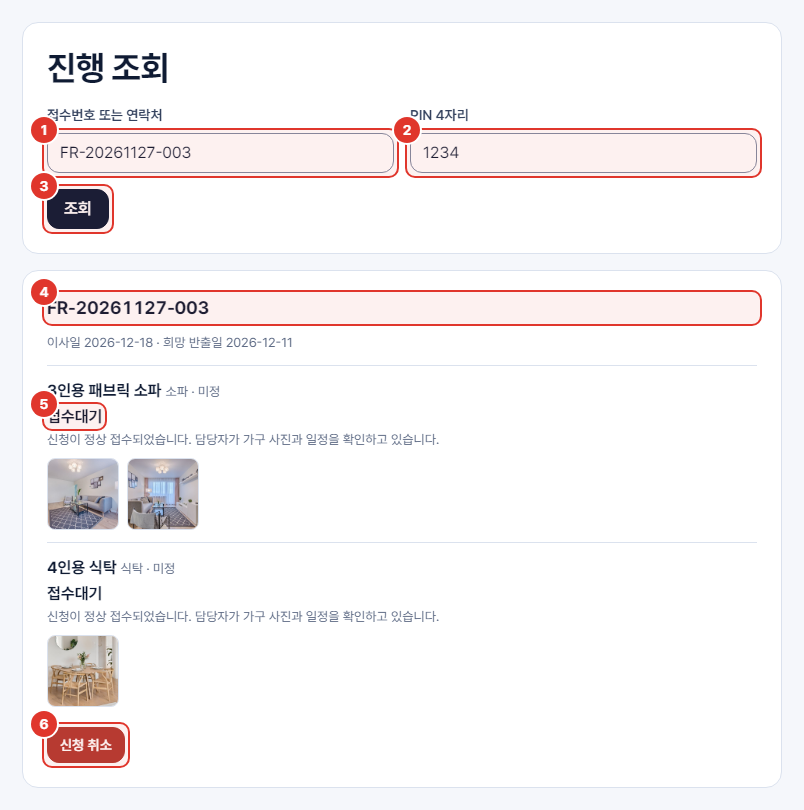 진행 조회
접수번호 또는 연락처
PIN 4자리
1
FR-20261127-003
2
1234
3
조회
4
FR-20261127-003
이사일 2026-12-18 · 희망 반출일 2026-12-11
3인용 패브릭 소파 소파 · 미정
5
접수대기
신청이 정상 접수되었습니다. 담당자가 가구 사진과 일정을 확인하고 있습니다.
4인용 식탁 식탁 · 미정
접수대기
신청이 정상 접수되었습니다. 담당자가 가구 사진과 일정을 확인하고 있습니다.
6
신청 취소